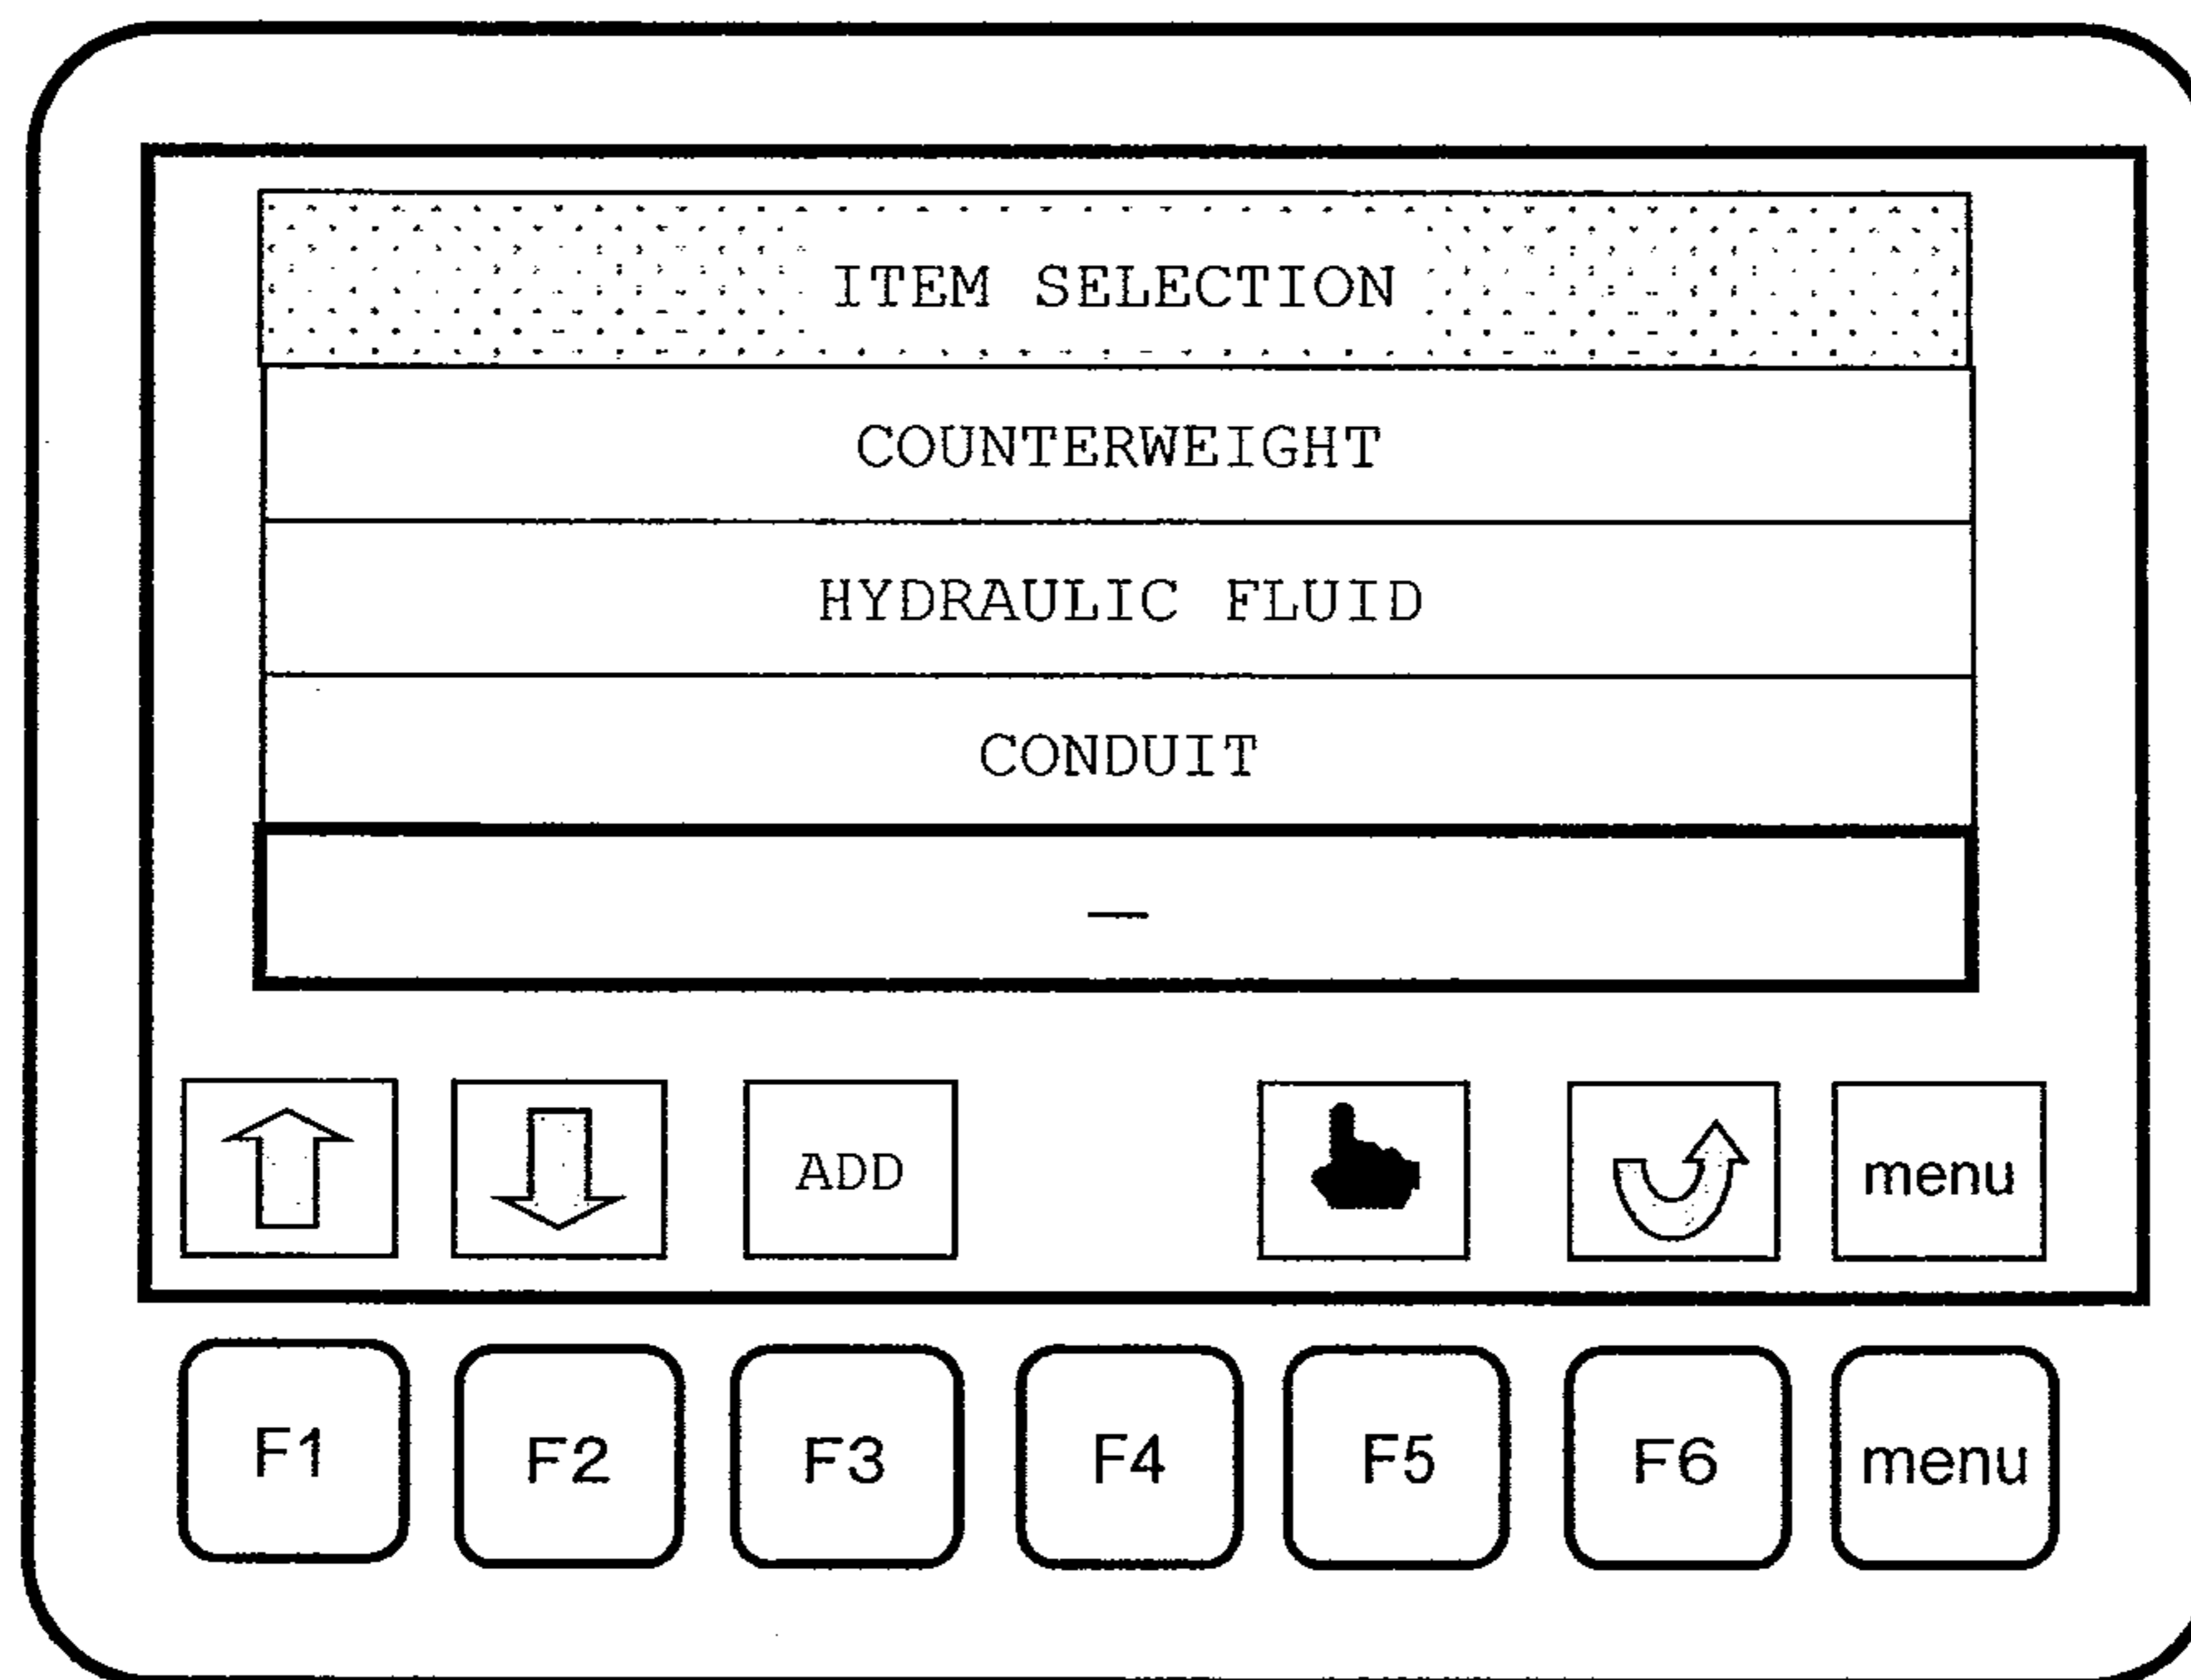 ITEM SELECTION
COUNTERWEIGHT
HYDRAULIC FLUID
CONDUIT
—
ADD menu
F1 F2 F3 F4 F5 F6 menu